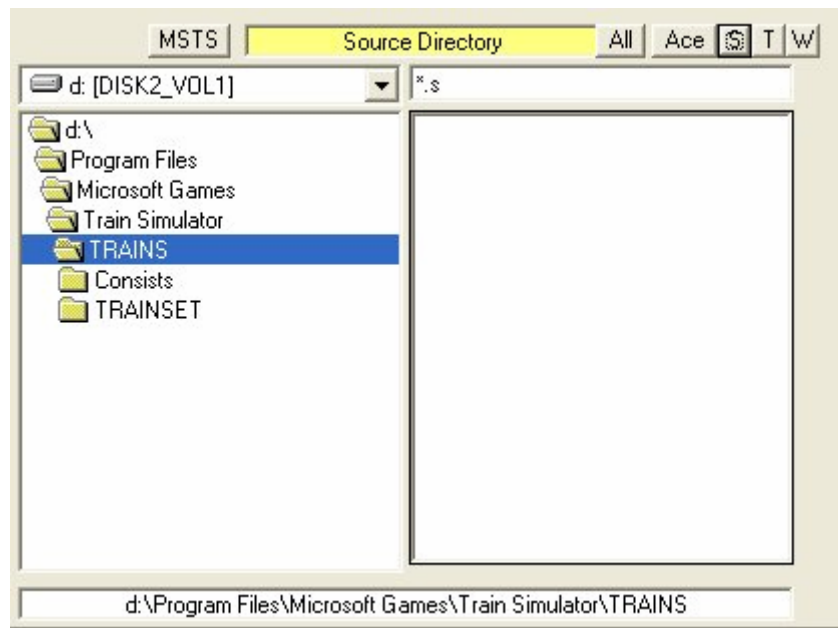 MSTS Source Directory All Ace S T W
d: [DISK2_VOL1] *.s
d:\
Program Files
Microsoft Games
Train Simulator
TRAINS
Consists
TRAINSET
d:\Program Files\Microsoft Games\Train Simulator\TRAINS